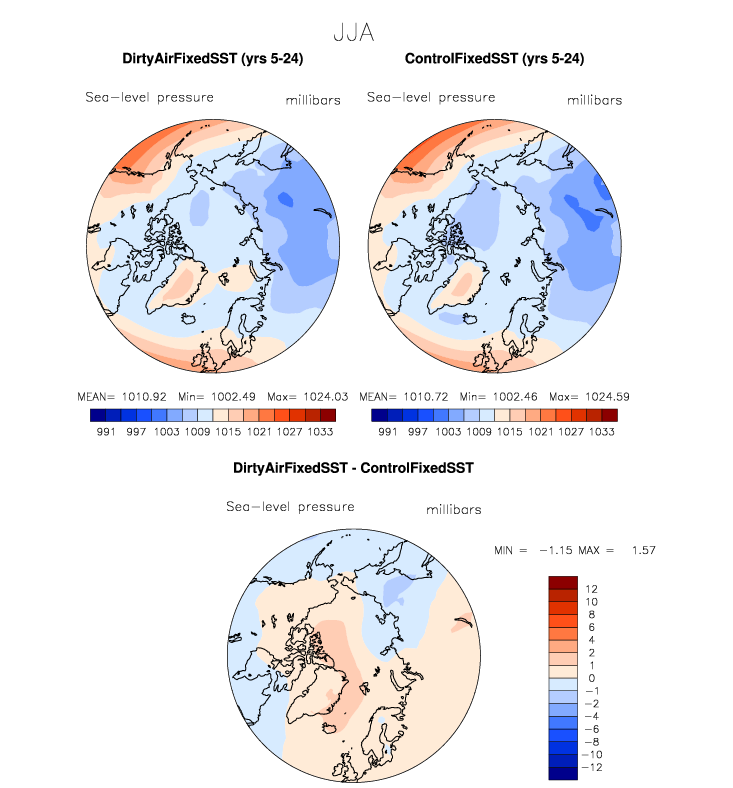 JJA
DirtyAirFixedSST (yrs 5-24)
ControlFixedSST (yrs 5-24)
Sea-level pressure millibars
Sea-level pressure millibars
MEAN= 1010.92 Min= 1002.49 Max= 1024.03
MEAN= 1010.72 Min= 1002.46 Max= 1024.59
991 997 1003 1009 1015 1021 1027 1033
991 997 1003 1009 1015 1021 1027 1033
DirtyAirFixedSST - ControlFixedSST
Sea-level pressure millibars
MIN = -1.15 MAX = 1.57
12
10
8
6
4
2
1
0
-1
-2
-4
-6
-8
-10
-12